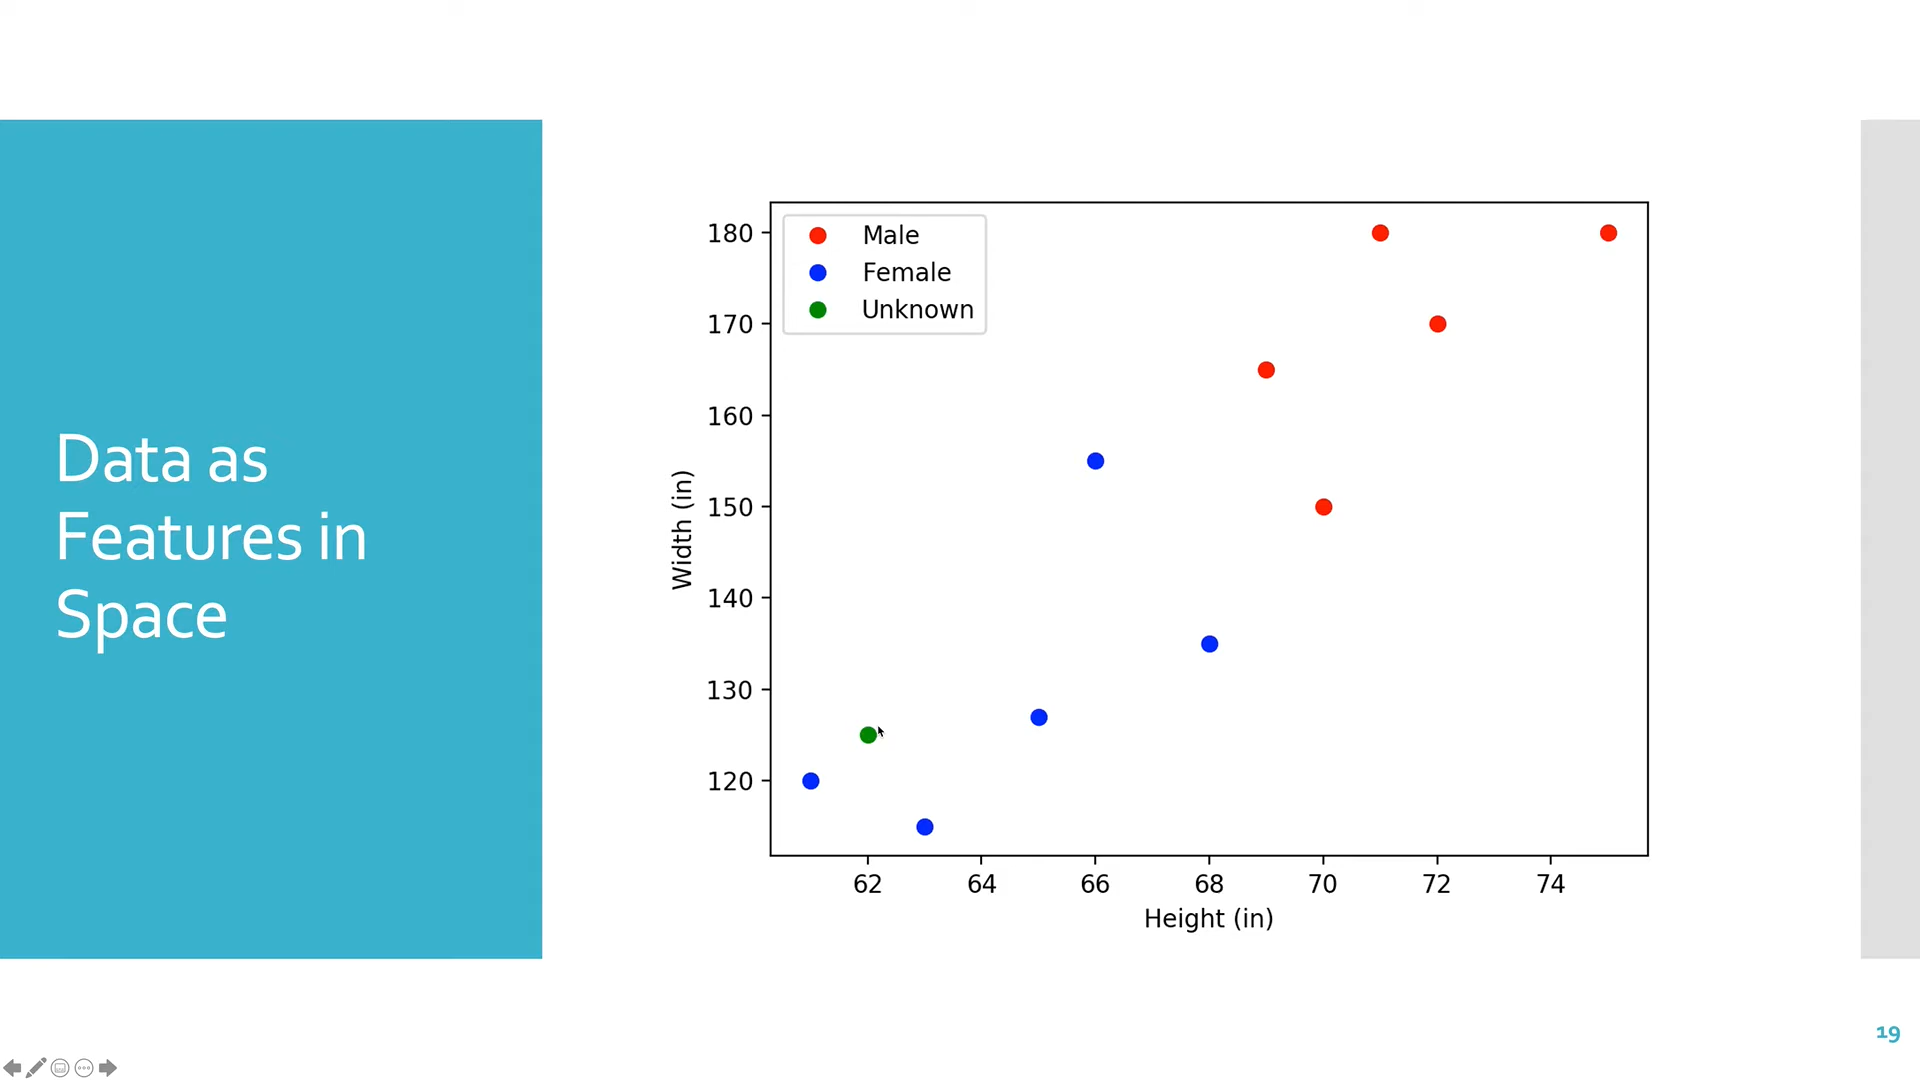 Data as
Features in
Space
Male
Female
Unknown
180
170
160
150
140
130
120
Width (in)
62 64 66 68 70 72 74
Height (in)
19